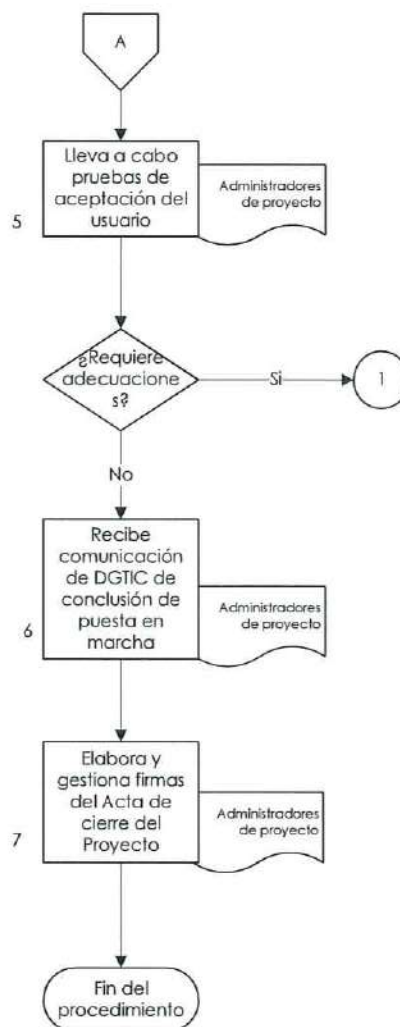 A
Lleva a cabo
pruebas de
aceptación del
usuario
Administradores
de proyecto
5
¿Requiere
adecuacione
s?
Si
1
No
Recibe
comunicación
de DGTIC de
conclusión de
puesta en
marcha
Administradores
de proyecto
6
Elabora y
gestiona firmas
del Acta de
cierre del
Proyecto
Administradores
de proyecto
7
Fin del
procedimiento